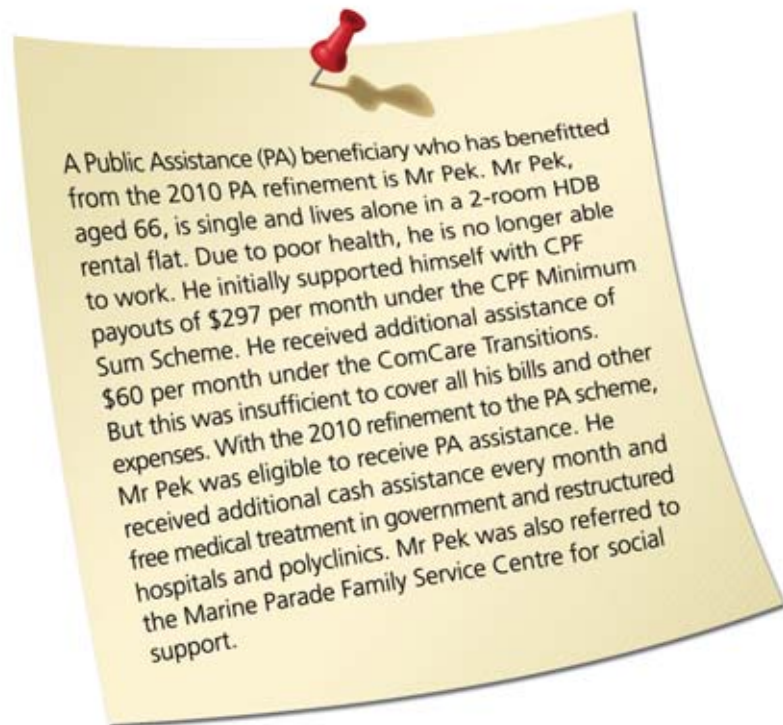 A Public Assistance (PA) beneficiary who has benefitted
from the 2010 PA refinement is Mr Pek. Mr Pek,
aged 66, is single and lives alone in a 2-room HDB
rental flat. Due to poor health, he is no longer able
to work. He initially supported himself with CPF
payouts of $297 per month under the CPF Minimum
Sum Scheme. He received additional assistance of
$60 per month under the ComCare Transitions.
But this was insufficient to cover all his bills and other
expenses. With the 2010 refinement to the PA scheme,
Mr Pek was eligible to receive PA assistance. He
received additional cash assistance every month and
free medical treatment in government and restructured
hospitals and polyclinics. Mr Pek was also referred to
the Marine Parade Family Service Centre for social
support.